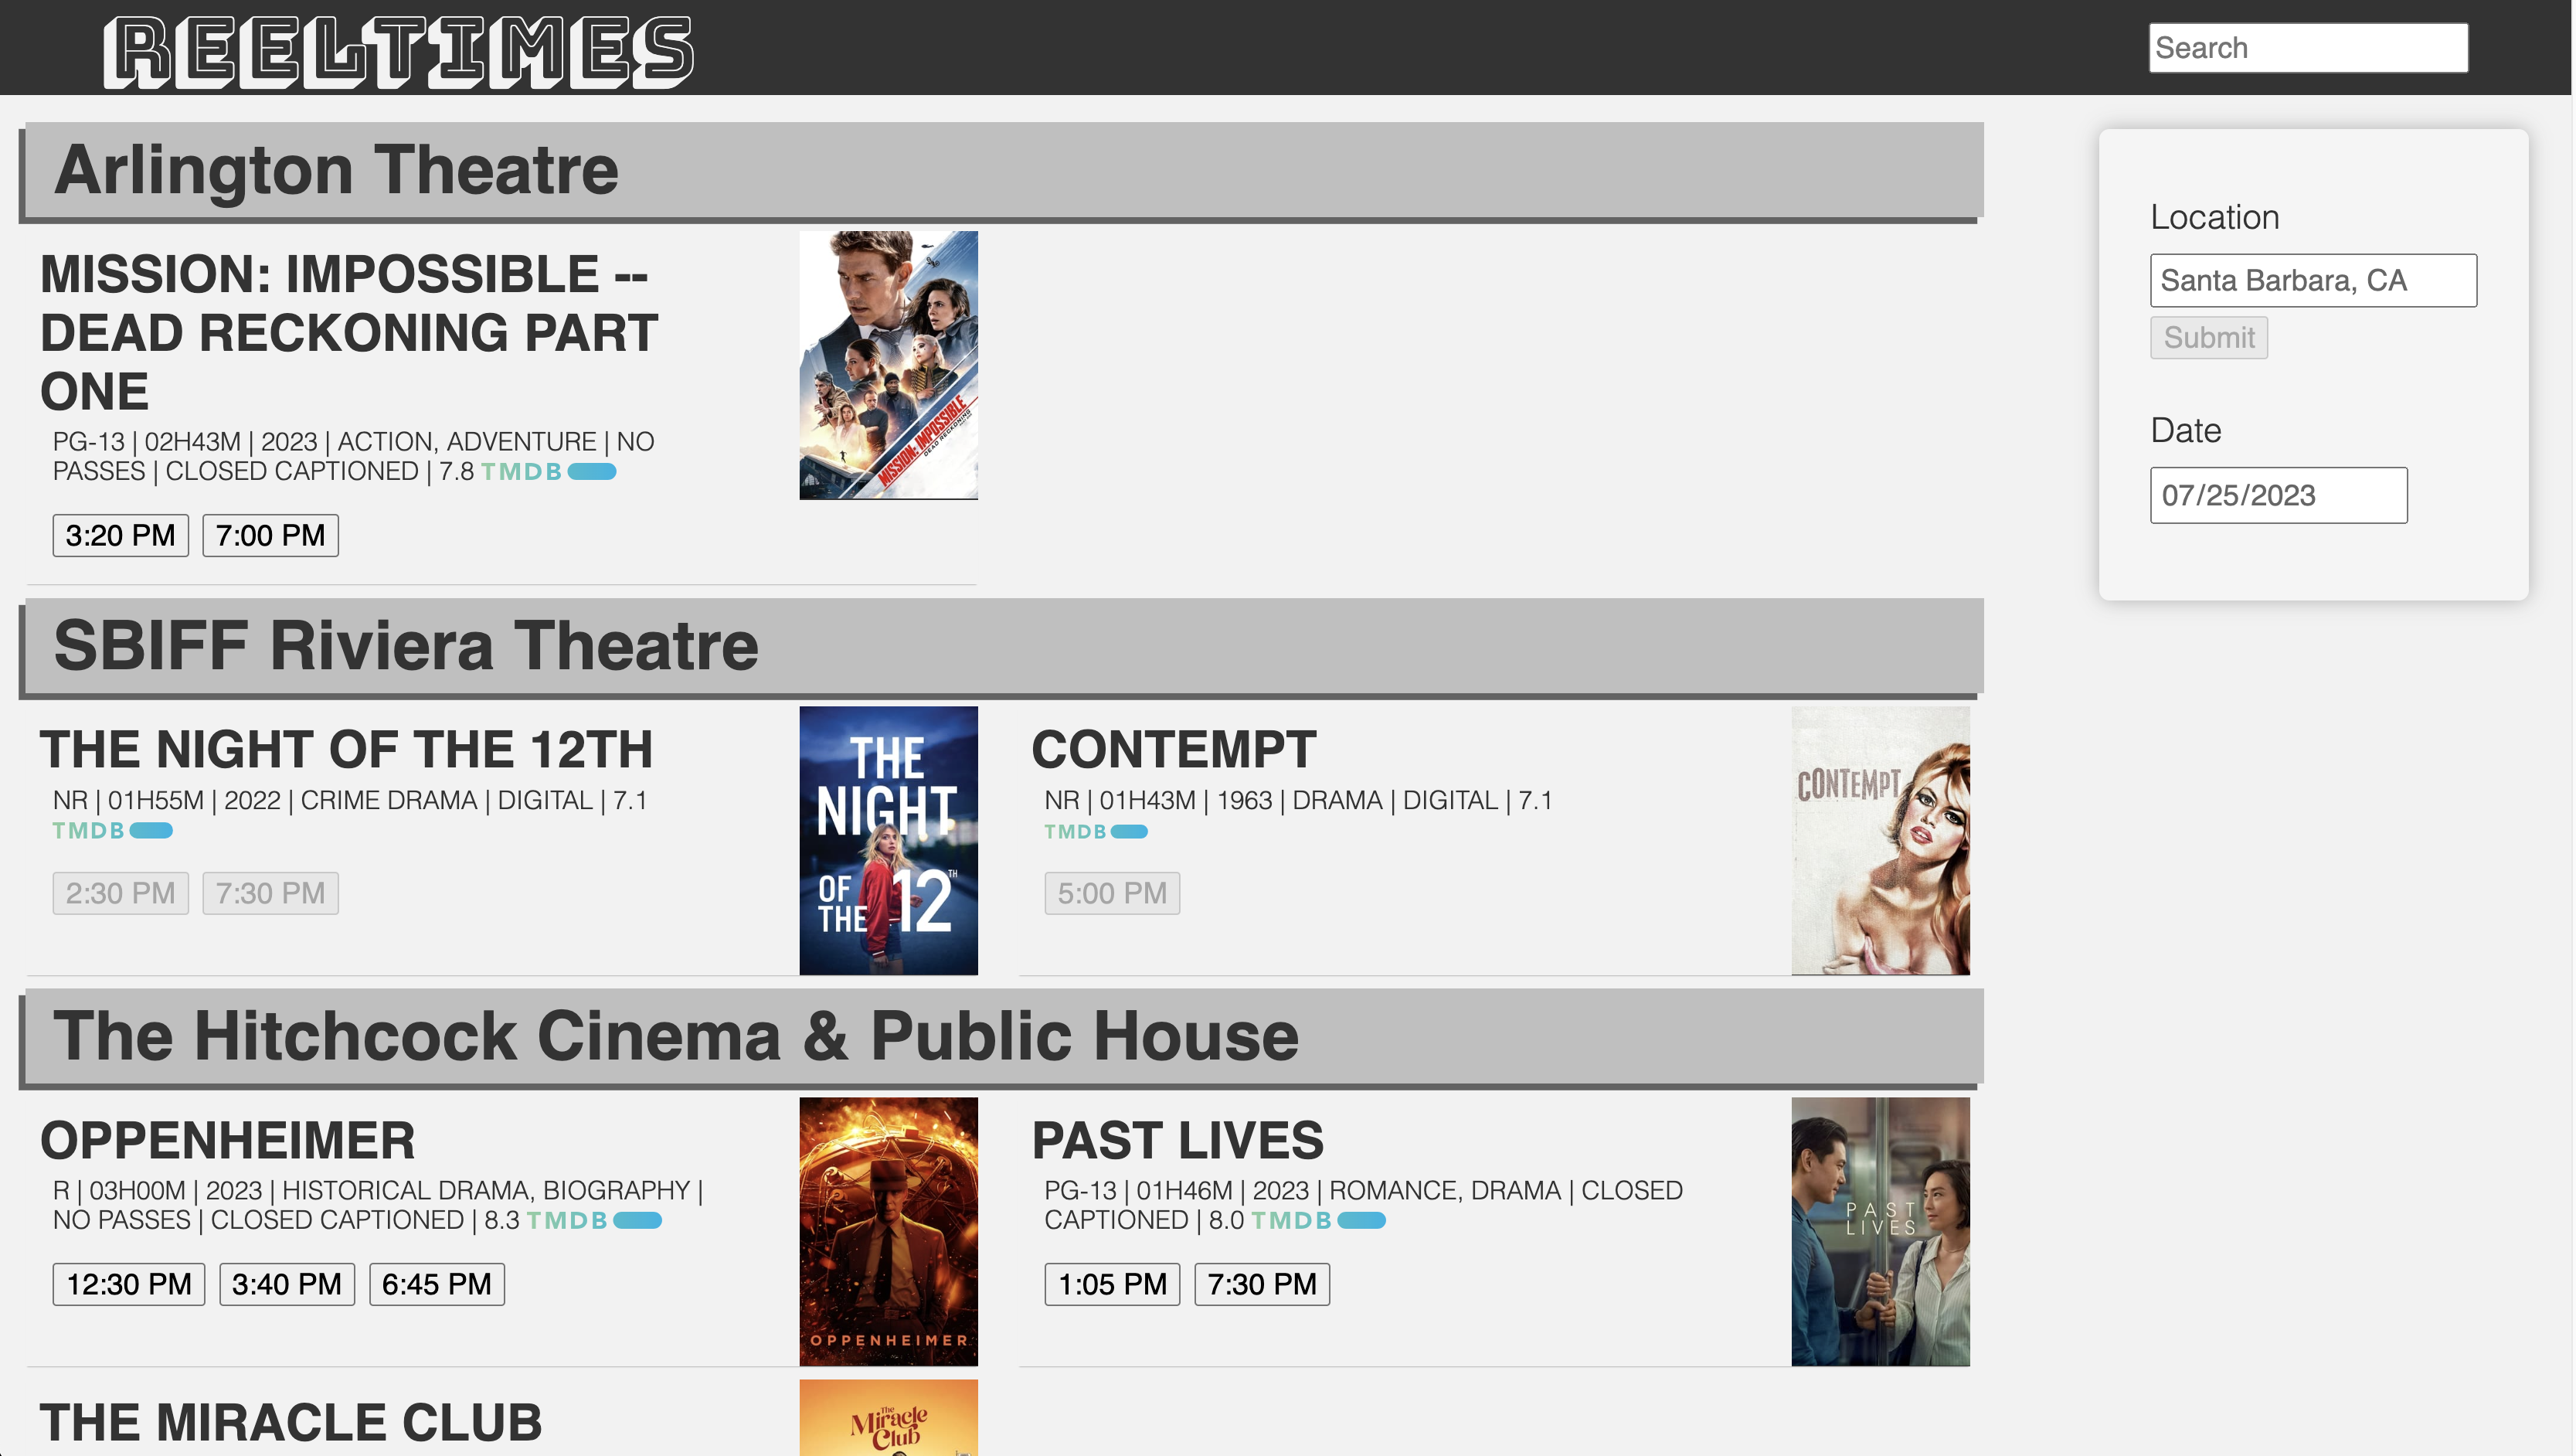 REELTIMES
Search
Arlington Theatre
MISSION: IMPOSSIBLE --
DEAD RECKONING PART
ONE
PG-13 | 02H43M | 2023 | ACTION, ADVENTURE | NO
PASSES | CLOSED CAPTIONED | 7.8 TMDB
3:20 PM 7:00 PM
MISSION: IMPOSSIBLE
DEAD RECKONING
Location
Santa Barbara, CA
Submit
Date
07/25/2023
SBIFF Riviera Theatre
THE NIGHT OF THE 12TH
NR | 01H55M | 2022 | CRIME DRAMA | DIGITAL | 7.1
TMDB
2:30 PM 7:30 PM
THE
NIGHT
OF
THE 12TH
CONTEMPT
NR | 01H43M | 1963 | DRAMA | DIGITAL | 7.1
TMDB
5:00 PM
CONTEMPT
The Hitchcock Cinema & Public House
OPPENHEIMER
R | 03H00M | 2023 | HISTORICAL DRAMA, BIOGRAPHY |
NO PASSES | CLOSED CAPTIONED | 8.3 TMDB
12:30 PM 3:40 PM 6:45 PM
OPPENHEIMER
PAST LIVES
PG-13 | 01H46M | 2023 | ROMANCE, DRAMA | CLOSED
CAPTIONED | 8.0 TMDB
1:05 PM 7:30 PM
PAST
LIVES
THE MIRACLE CLUB
The
Miracle
Club